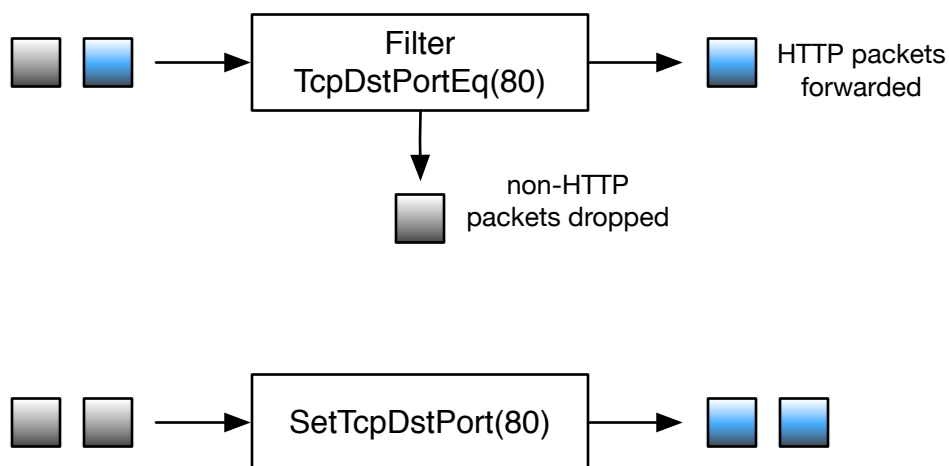 Filter
TcpDstPortEq(80)
HTTP packets
forwarded
non-HTTP
packets dropped
SetTcpDstPort(80)